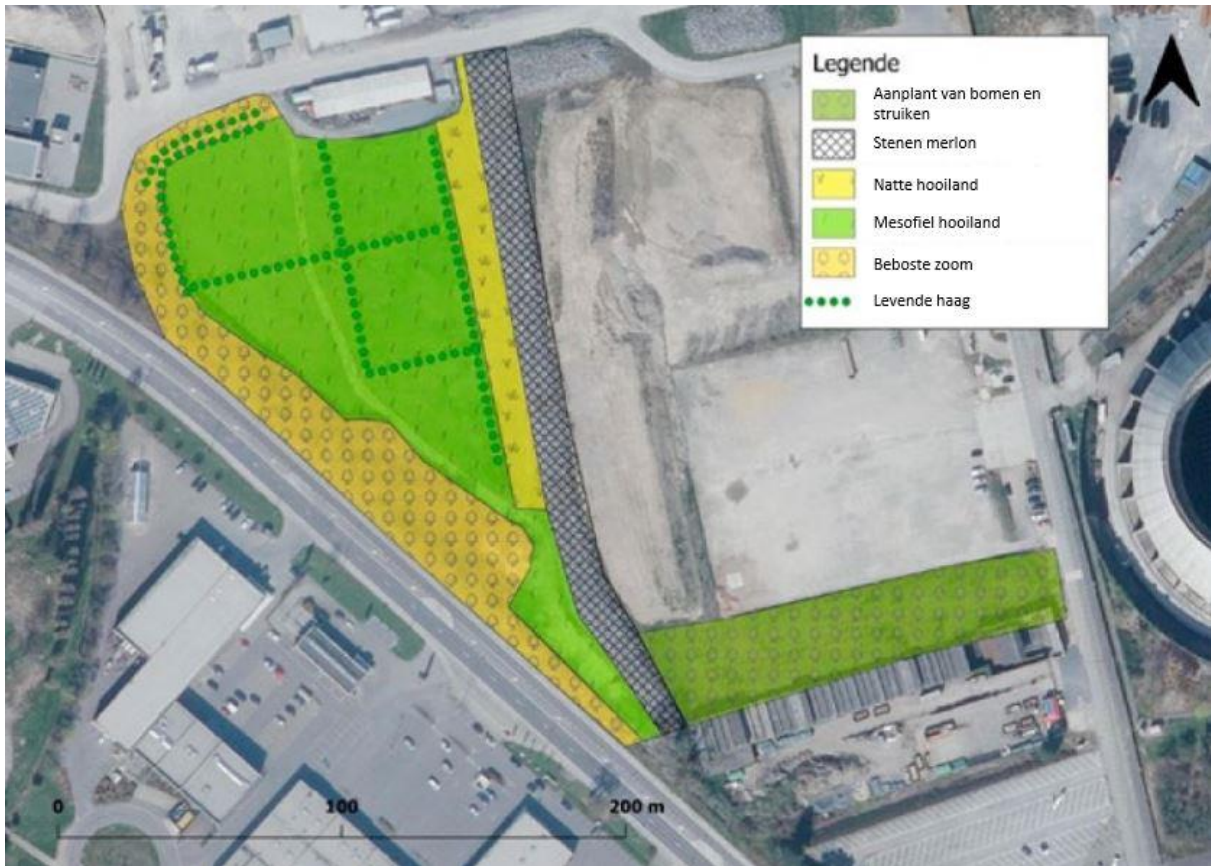 Legende
Aanplant van bomen en
struiken
Stenen merlon
Natte hooiland
Mesofiel hooiland
Beboste zoom
Levende haag
0 100 200 m